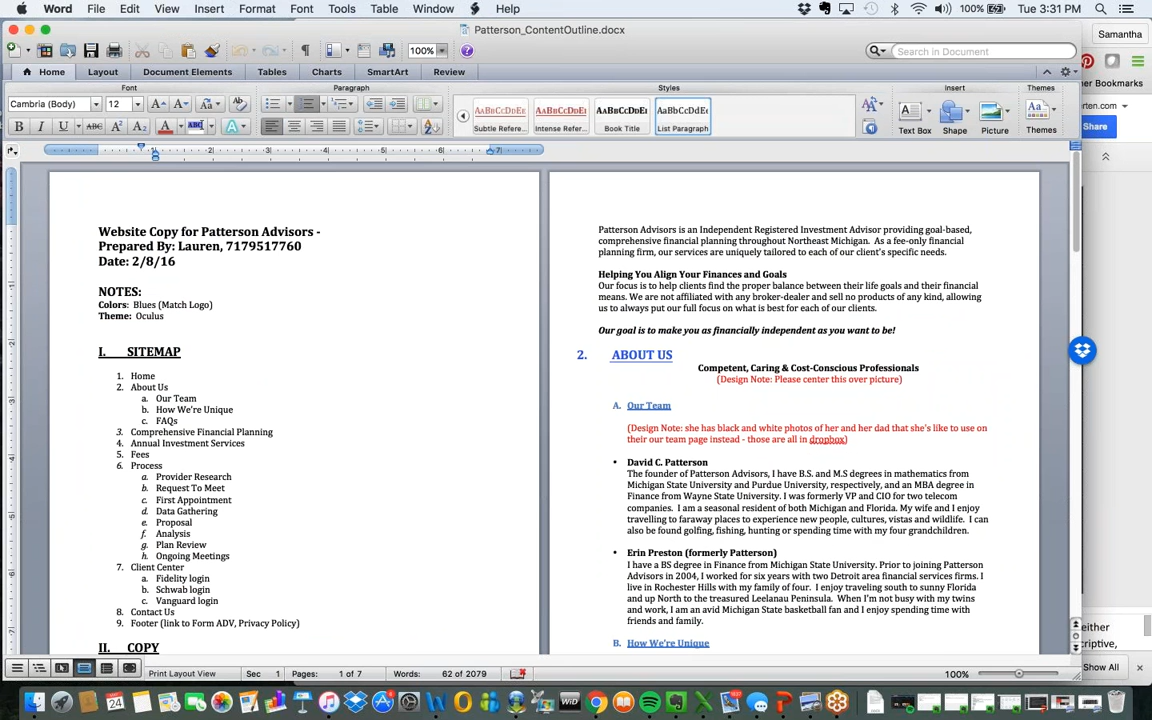 Word File Edit View Insert Format Font Tools Table Window Help
100% Tue 3:31 PM
Patterson_ContentOutline.docx
Samantha
100%
Search in Document
Home Layout Document Elements Tables Charts SmartArt Review
er Bookmarks
Font Paragraph Styles Insert Themes
Cambria (Body) 12
AaBbCcDdEe AaBbCcDdEe AaBbCcDdEe AaBbCcDdEe
Subtle Refere... Intense Refer... Book Title List Paragraph
Text Box Shape Picture Themes
rten.com
Share
Website Copy for Patterson Advisors -
Prepared By: Lauren, 7179517760
Date: 2/8/16
NOTES:
Colors: Blues (Match Logo)
Theme: Oculus
I. SITEMAP
1. Home
2. About Us
a. Our Team
b. How We're Unique
c. FAQs
3. Comprehensive Financial Planning
4. Annual Investment Services
5. Fees
6. Process
a. Provider Research
b. Request To Meet
c. First Appointment
d. Data Gathering
e. Proposal
f. Analysis
g. Plan Review
h. Ongoing Meetings
7. Client Center
a. Fidelity login
b. Schwab login
c. Vanguard login
8. Contact Us
9. Footer (link to Form ADV, Privacy Policy)
II. COPY
Patterson Advisors is an Independent Registered Investment Advisor providing goal-based,
comprehensive financial planning throughout Northeast Michigan. As a fee-only financial
planning firm, our services are uniquely tailored to each of our client's specific needs.
Helping You Align Your Finances and Goals
Our focus is to help clients find the proper balance between their life goals and their financial
means. We are not affiliated with any broker-dealer and sell no products of any kind, allowing
us to always put our full focus on what is best for each of our clients.
Our goal is to make you as financially independent as you want to be!
2. ABOUT US
Competent, Caring & Cost-Conscious Professionals
(Design Note: Please center this over picture)
A. Our Team
(Design Note: she has black and white photos of her and her dad that she's like to use on
their our team page instead - those are all in dropbox)
• David C. Patterson
The founder of Patterson Advisors, I have B.S. and M.S degrees in mathematics from
Michigan State University and Purdue University, respectively, and an MBA degree in
Finance from Wayne State University. I was formerly VP and CIO for two telecom
companies. I am a seasonal resident of both Michigan and Florida. My wife and I enjoy
travelling to faraway places to experience new people, cultures, vistas and wildlife. I can
also be found golfing, fishing, hunting or spending time with my four grandchildren.
• Erin Preston (formerly Patterson)
I have a BS degree in Finance from Michigan State University. Prior to joining Patterson
Advisors in 2004, I worked for six years with two Detroit area financial services firms. I
live in Rochester Hills with my family of four. I enjoy traveling south to sunny Florida
and up North to the treasured Leelanau Peninsula. When I'm not busy with my twins
and work, I am an avid Michigan State basketball fan and I enjoy spending time with
friends and family.
B. How We're Unique
either
criptive,
Show All
Print Layout View Sec 1 Pages: 1 of 7 Words: 62 of 2079 100%